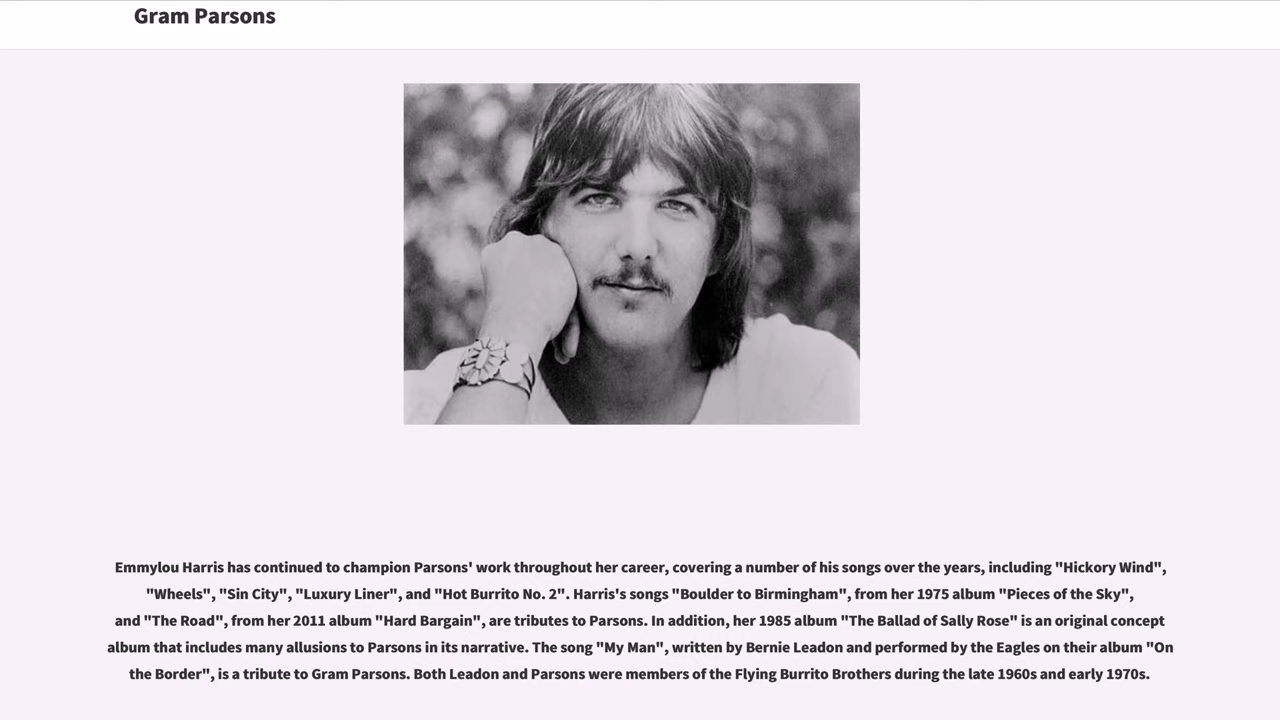 Gram Parsons
Emmylou Harris has continued to champion Parsons' work throughout her career, covering a number of his songs over the years, including "Hickory Wind",
"Wheels", "Sin City", "Luxury Liner", and "Hot Burrito No. 2". Harris's songs "Boulder to Birmingham", from her 1975 album "Pieces of the Sky",
and "The Road", from her 2011 album "Hard Bargain", are tributes to Parsons. In addition, her 1985 album "The Ballad of Sally Rose" is an original concept
album that includes many allusions to Parsons in its narrative. The song "My Man", written by Bernie Leadon and performed by the Eagles on their album "On
the Border", is a tribute to Gram Parsons. Both Leadon and Parsons were members of the Flying Burrito Brothers during the late 1960s and early 1970s.